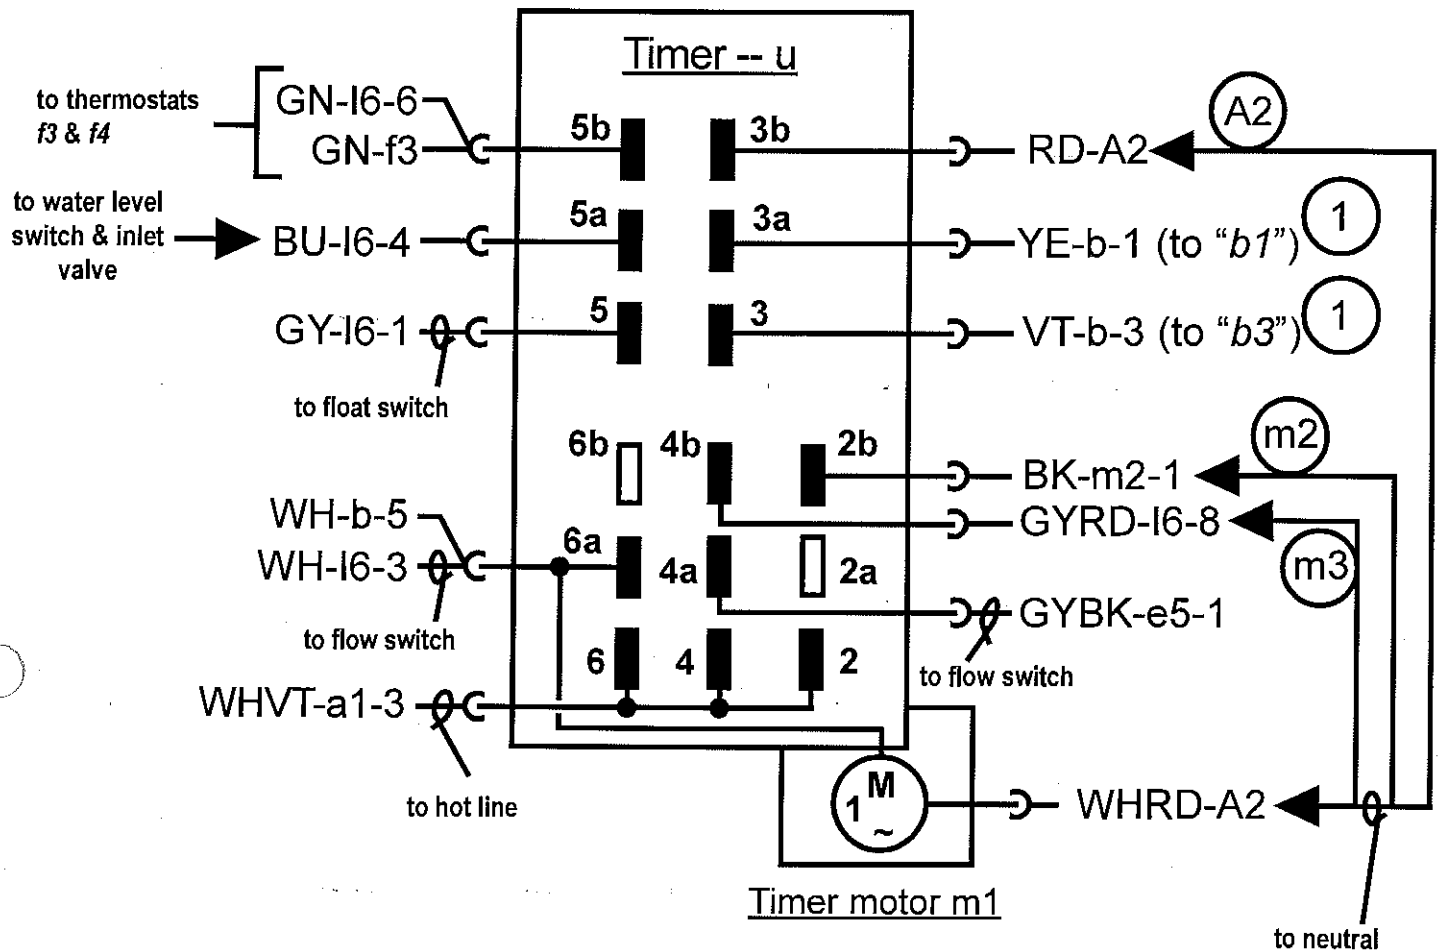 Timer -- u
to thermostats
f3 & f4
GN-I6-6
GN-f3
5b
3b
RD-A2
A2
to water level
switch & inlet
valve
BU-I6-4
5a
3a
YE-b-1 (to “b1”)
1
GY-I6-1
5
3
VT-b-3 (to “b3”)
1
to float switch
6b
4b
2b
BK-m2-1
m2
WH-b-5
GYRD-I6-8
WH-I6-3
6a
4a
2a
m3
GYBK-e5-1
to flow switch
6
4
2
to flow switch
WHVT-a1-3
to hot line
M
1
~
WHRD-A2
Timer motor m1
to neutral